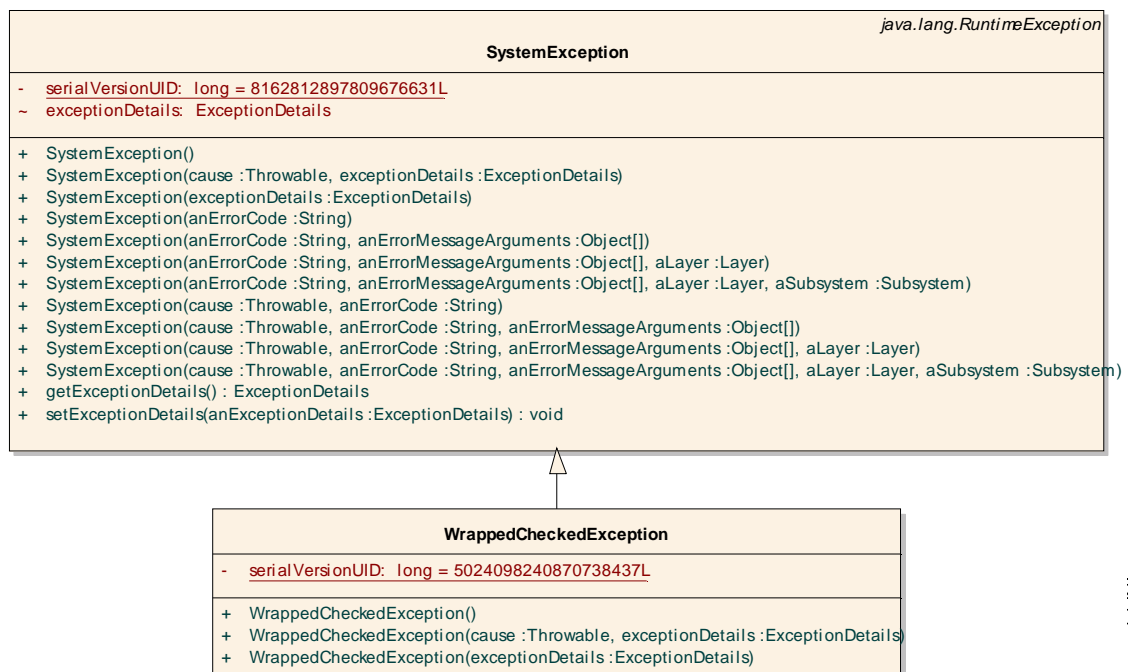 java.lang.RuntimeException
SystemException
- serialVersionUID: long = 8162812897809676631L
~ exceptionDetails: ExceptionDetails
+ SystemException()
+ SystemException(cause :Throwable, exceptionDetails :ExceptionDetails)
+ SystemException(exceptionDetails :ExceptionDetails)
+ SystemException(anErrorCode :String)
+ SystemException(anErrorCode :String, anErrorMessageArguments :Object[])
+ SystemException(anErrorCode :String, anErrorMessageArguments :Object[], aLayer :Layer)
+ SystemException(anErrorCode :String, anErrorMessageArguments :Object[], aLayer :Layer, aSubsystem :Subsystem)
+ SystemException(cause :Throwable, anErrorCode :String)
+ SystemException(cause :Throwable, anErrorCode :String, anErrorMessageArguments :Object[])
+ SystemException(cause :Throwable, anErrorCode :String, anErrorMessageArguments :Object[], aLayer :Layer)
+ SystemException(cause :Throwable, anErrorCode :String, anErrorMessageArguments :Object[], aLayer :Layer, aSubsystem :Subsystem)
+ getExceptionDetails() : ExceptionDetails
+ setExceptionDetails(anExceptionDetails :ExceptionDetails) : void
WrappedCheckedException
- serialVersionUID: long = 5024098240870738437L
+ WrappedCheckedException()
+ WrappedCheckedException(cause :Throwable, exceptionDetails :ExceptionDetails)
+ WrappedCheckedException(exceptionDetails :ExceptionDetails)